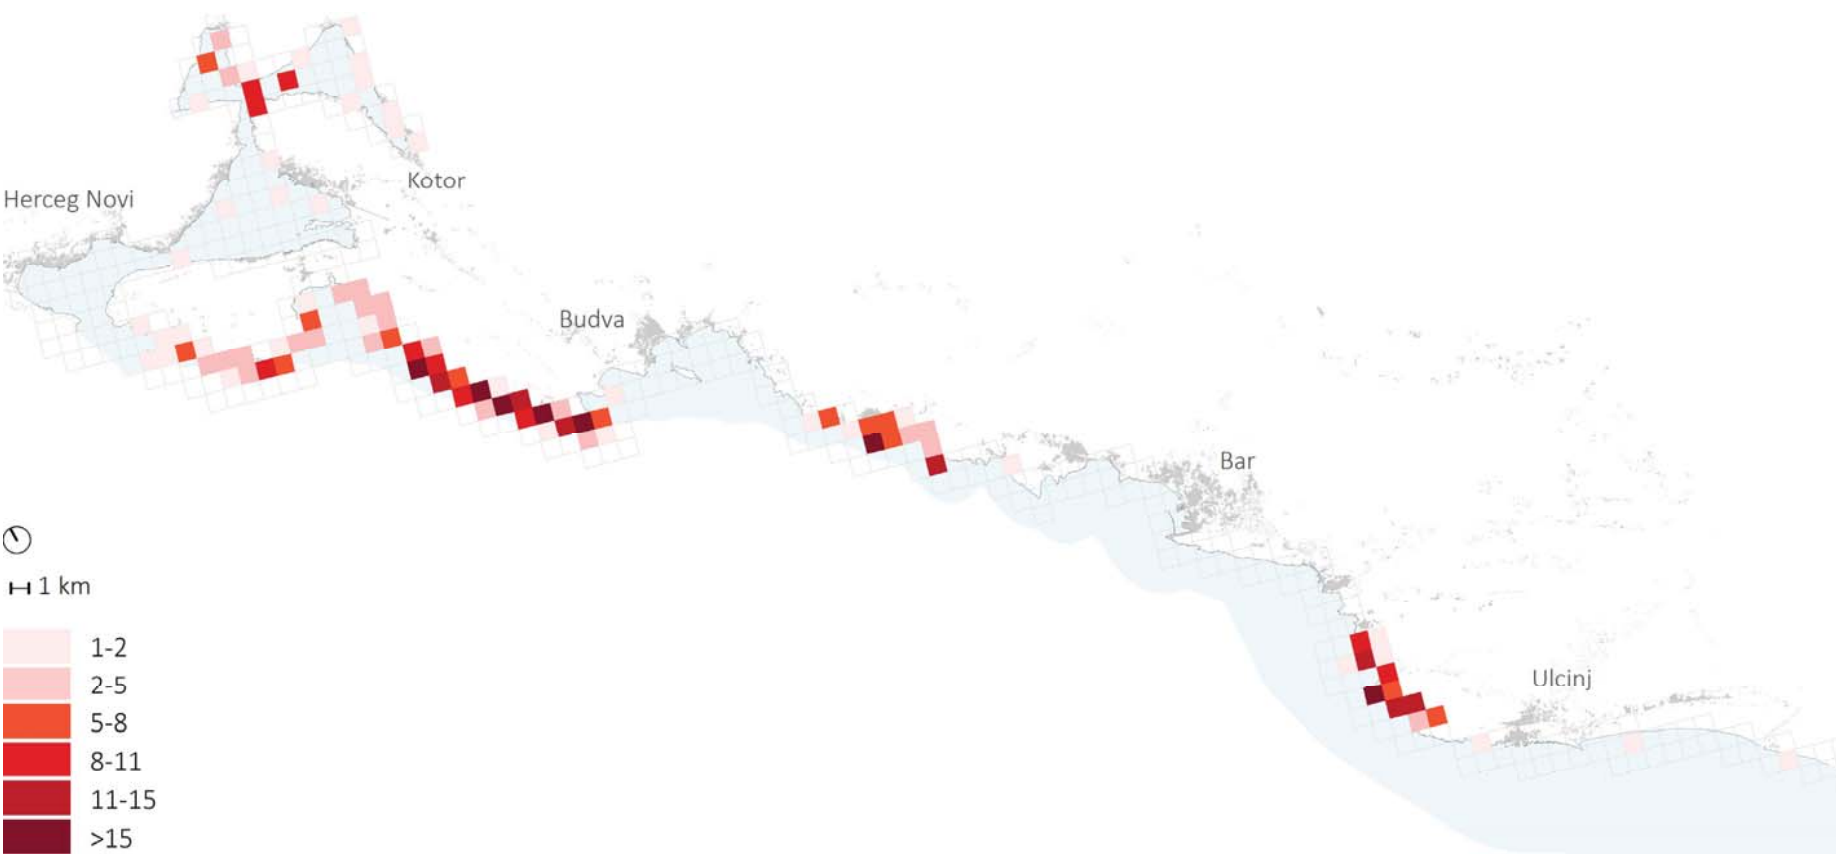 Kotor
Herceg Novi
Budva
Bar
1 km
1-2
2-5
Ulcinj
5-8
8-11
11-15
>15